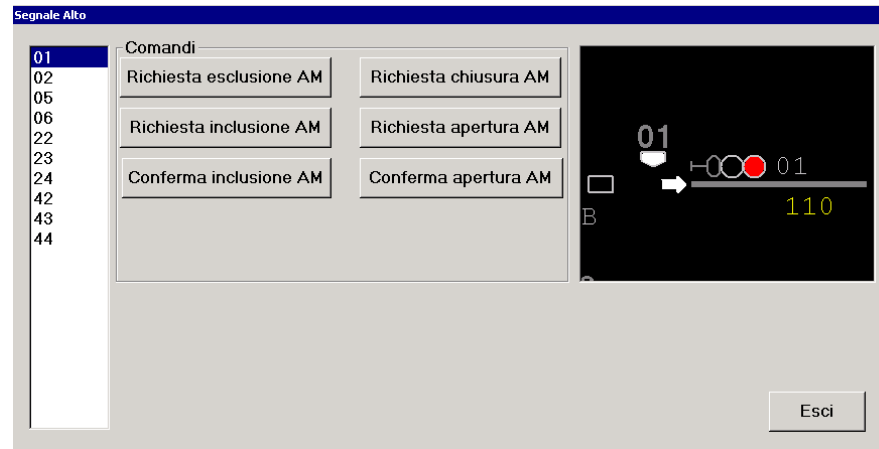 Segnale Alto
01
02
05
06
22
23
24
42
43
44
Comandi
Richiesta esclusione AM
Richiesta chiusura AM
Richiesta inclusione AM
Richiesta apertura AM
Conferma inclusione AM
Conferma apertura AM
01
01
110
B
Esci